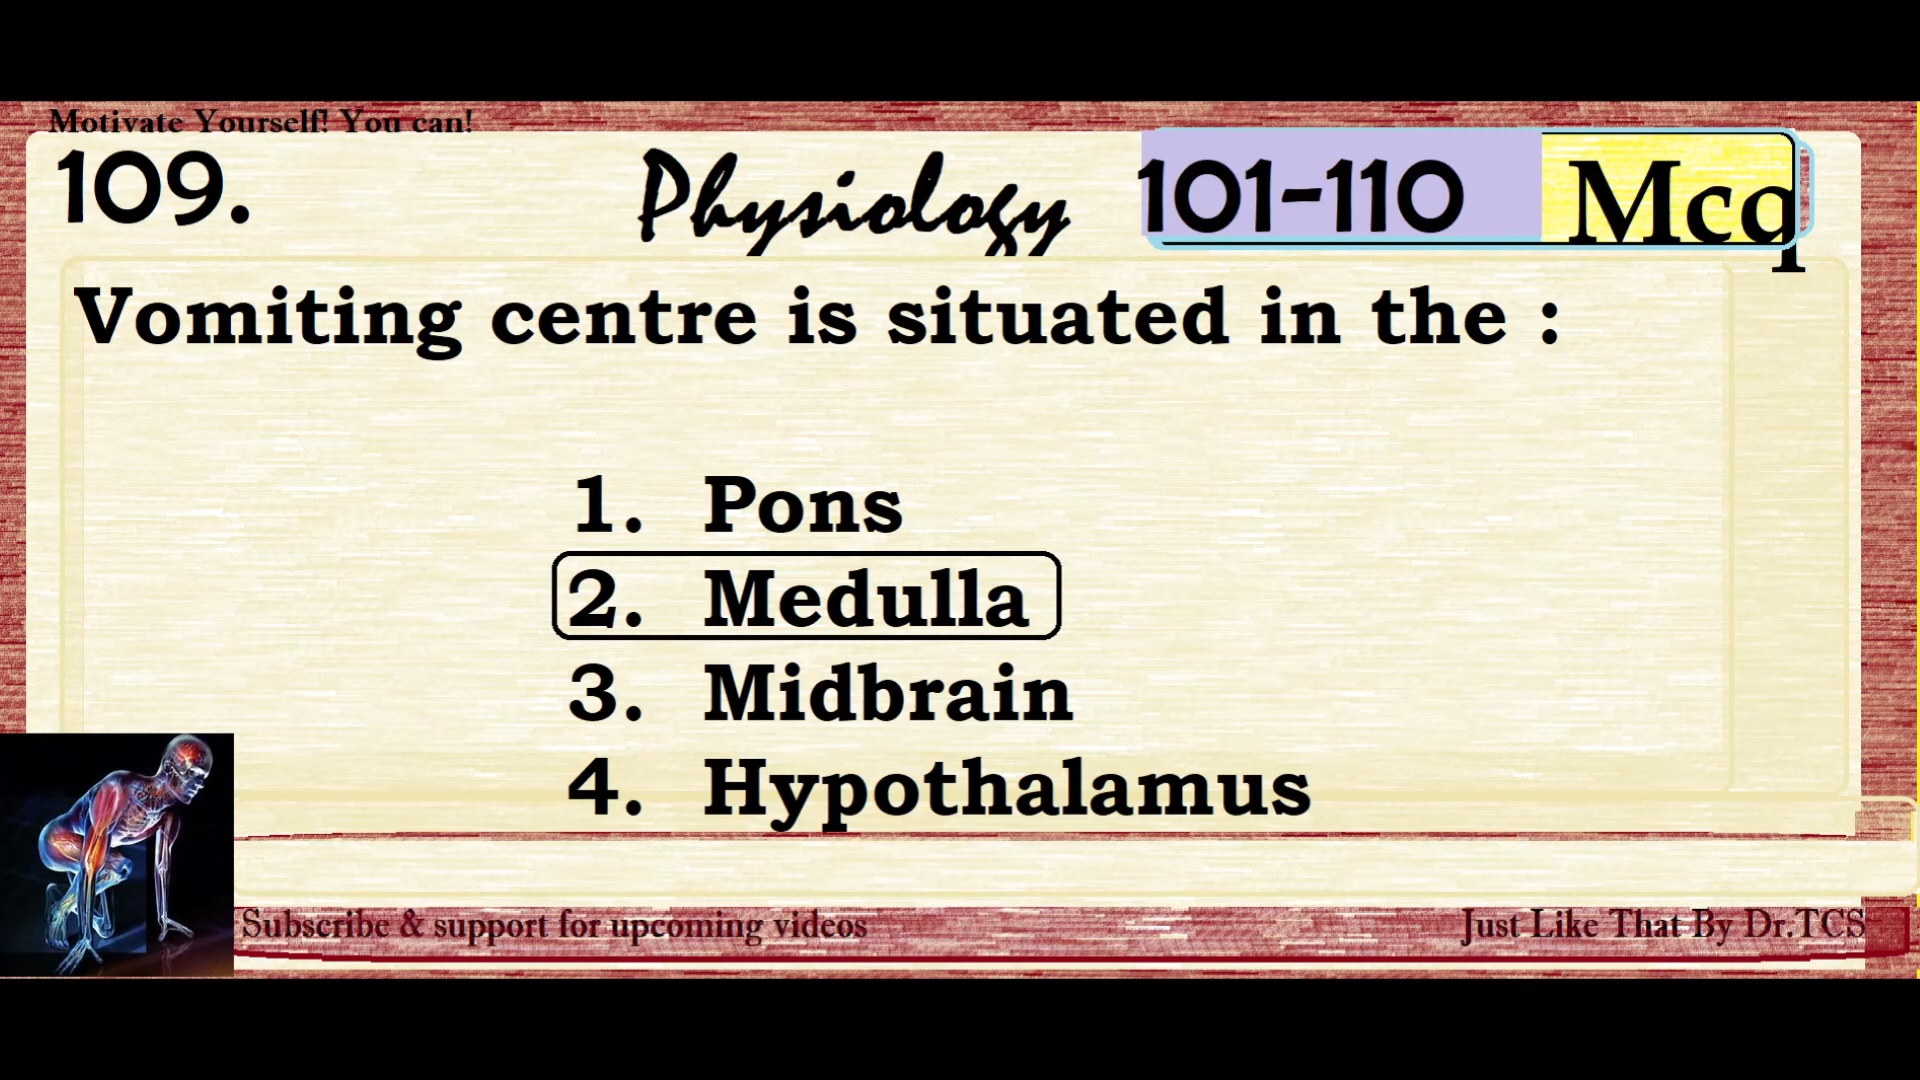 Motivate Yourself! You can!
109. Physiology 101-110 Mcq
Vomiting centre is situated in the :
1. Pons
2. Medulla
3. Midbrain
4. Hypothalamus
Subscribe & support for upcoming videos Just Like That By Dr.TCS